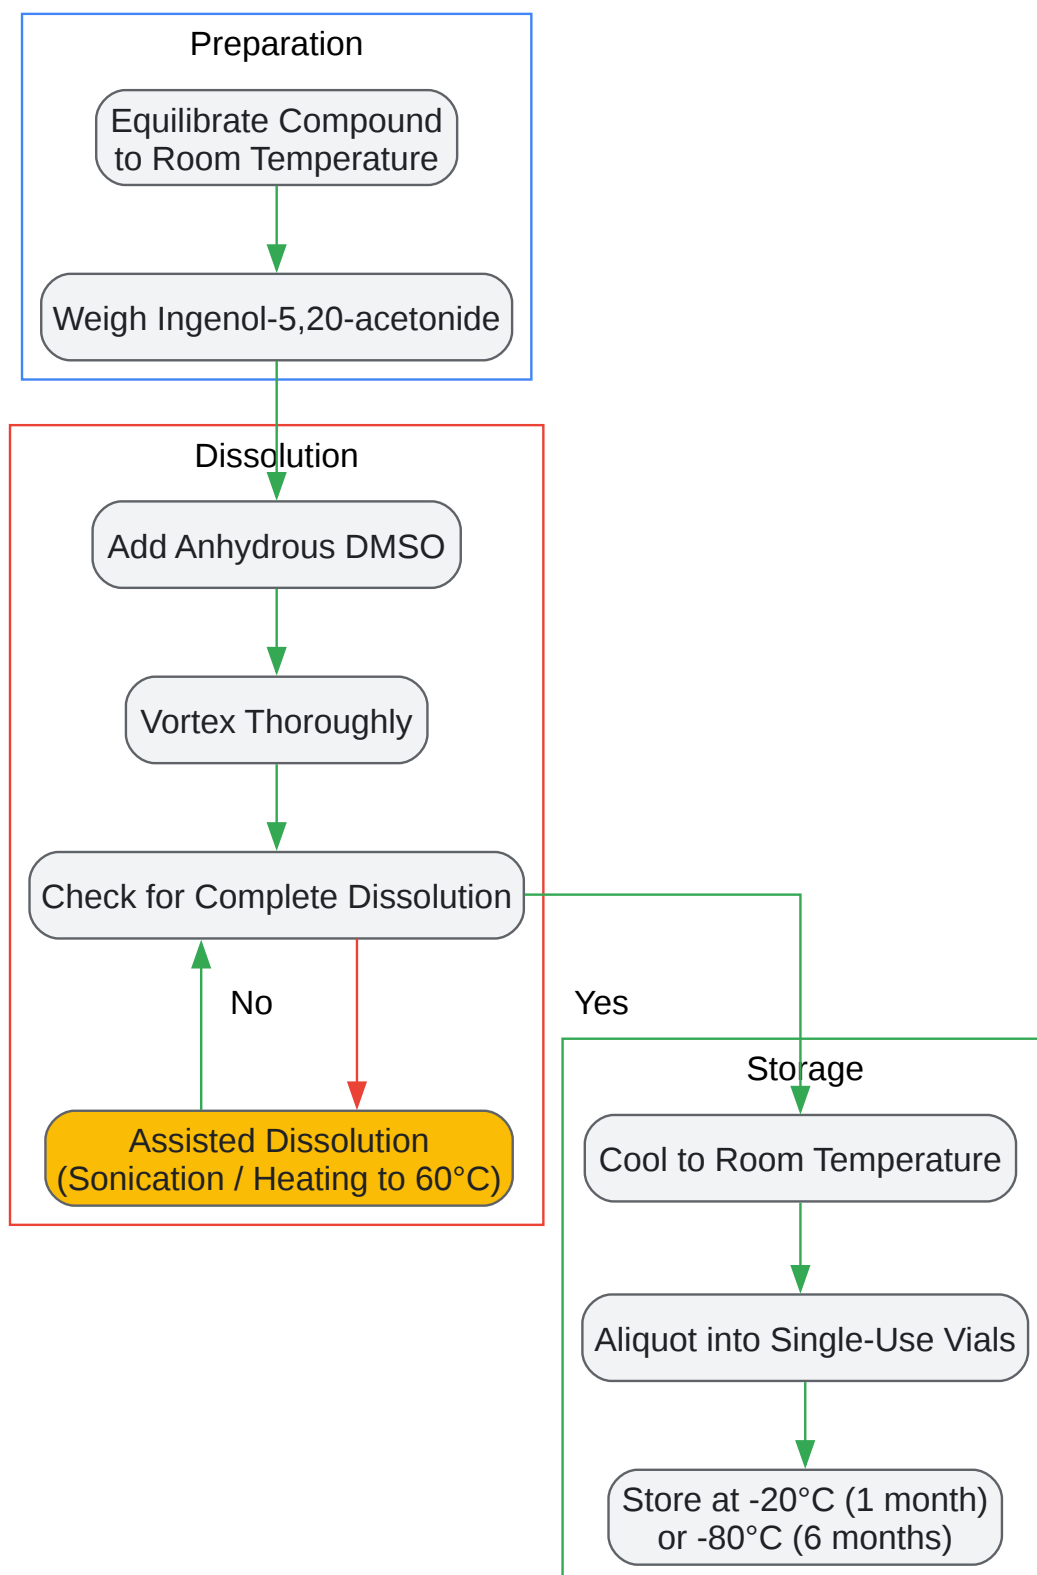 Preparation
Equilibrate Compound
to Room Temperature
Weigh Ingenol-5,20-acetonide
Dissolution
Add Anhydrous DMSO
Vortex Thoroughly
Check for Complete Dissolution
No
Yes
Assisted Dissolution
(Sonication / Heating to 60°C)
Storage
Cool to Room Temperature
Aliquot into Single-Use Vials
Store at -20°C (1 month)
or -80°C (6 months)